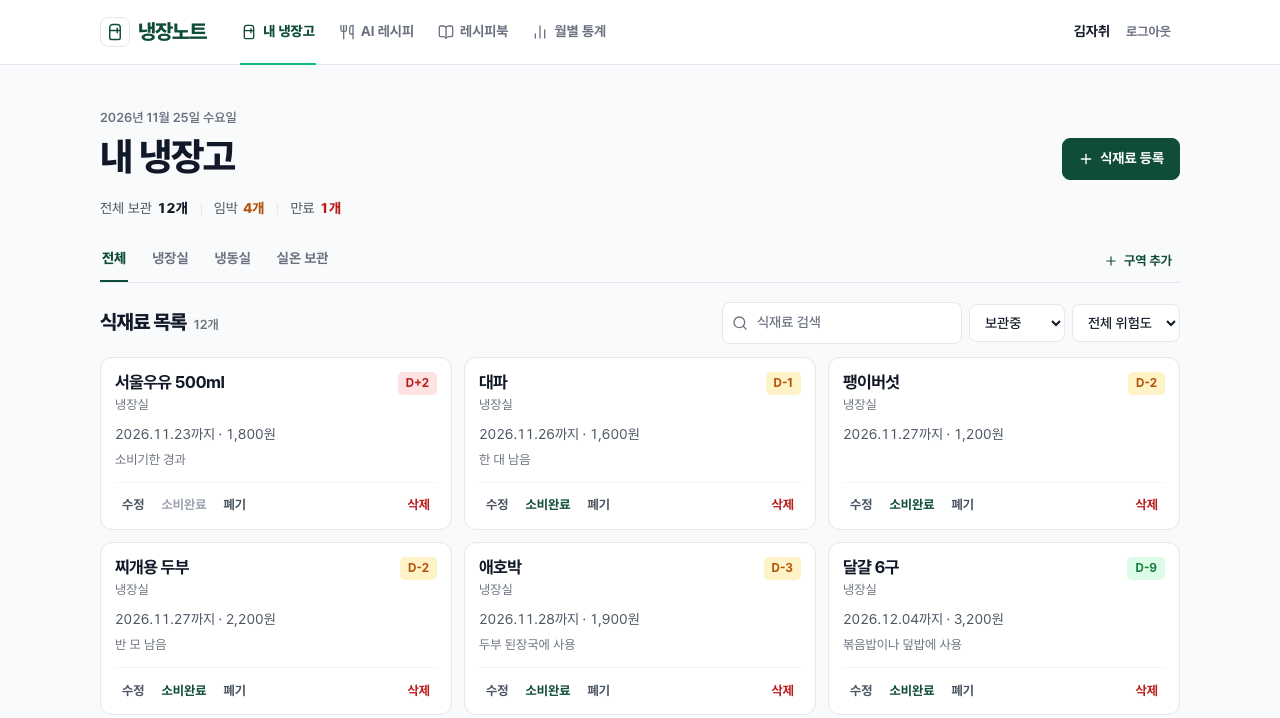 냉장노트
내 냉장고
AI 레시피
레시피북
월별 통계
김자취
로그아웃
2026년 11월 25일 수요일
내 냉장고
+ 식재료 등록
전체 보관 12개
임박 4개
만료 1개
전체
냉장실
냉동실
실온 보관
+ 구역 추가
식재료 목록 12개
식재료 검색
보관중
전체 위험도
서울우유 500ml
D+2
냉장실
2026.11.23까지 · 1,800원
소비기한 경과
수정 소비완료 폐기 삭제
대파
D-1
냉장실
2026.11.26까지 · 1,600원
한 대 남음
수정 소비완료 폐기 삭제
팽이버섯
D-2
냉장실
2026.11.27까지 · 1,200원
수정 소비완료 폐기 삭제
찌개용 두부
D-2
냉장실
2026.11.27까지 · 2,200원
반 모 남음
수정 소비완료 폐기 삭제
애호박
D-3
냉장실
2026.11.28까지 · 1,900원
두부 된장국에 사용
수정 소비완료 폐기 삭제
달걀 6구
D-9
냉장실
2026.12.04까지 · 3,200원
볶음밥이나 덮밥에 사용
수정 소비완료 폐기 삭제